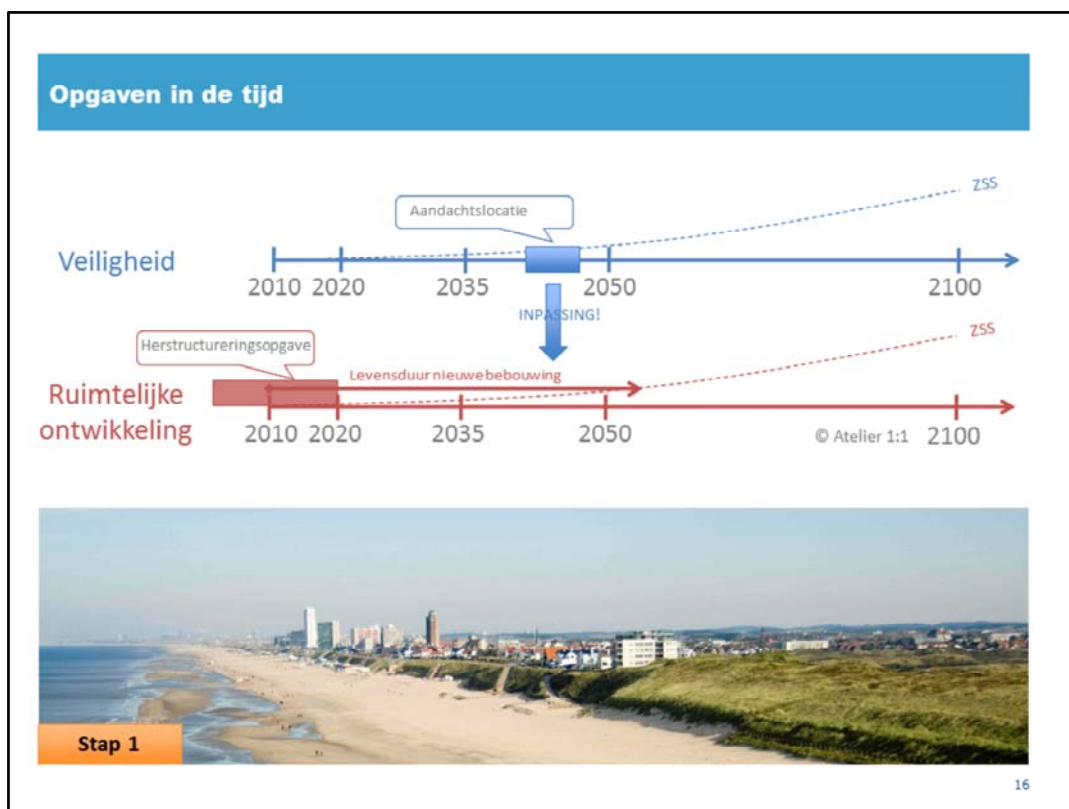 Opgaven in de tijd
ZSS
Aandachtslocatie
Veiligheid
2010 2020 2035 2050 2100
INPASSING!
Herstructureringsopgave
ZSS
Levensduur nieuwe bebouwing
Ruimtelijke
ontwikkeling
2010 2020 2035 2050 © Atelier 1:1 2100
Stap 1
16